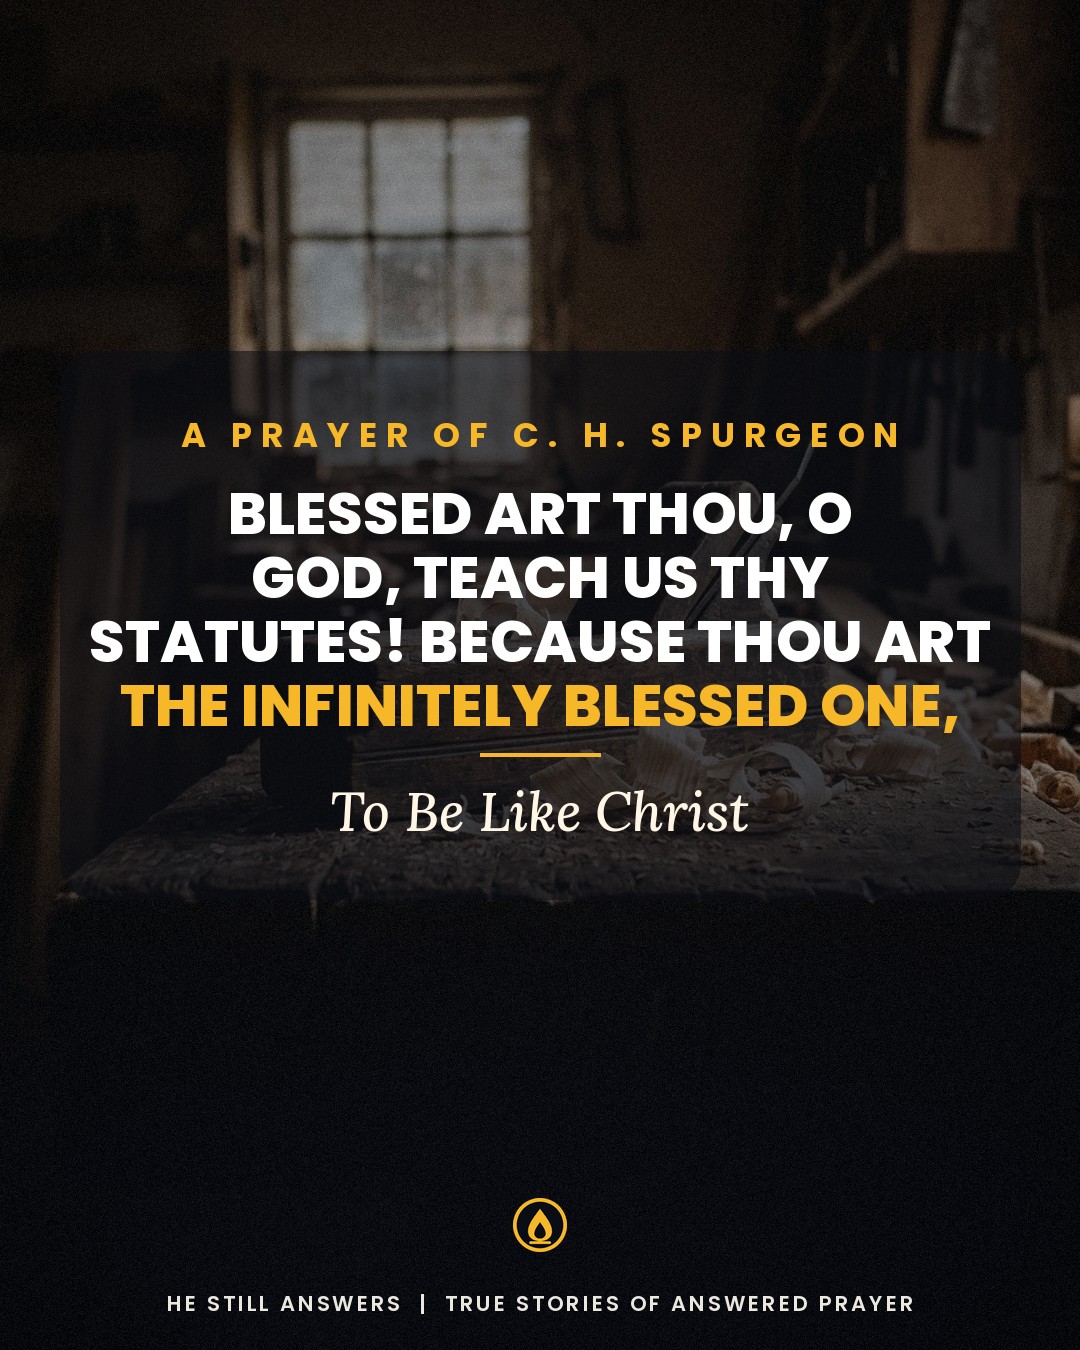 A PRAYER OF C. H. SPURGEON
BLESSED ART THOU, O
GOD, TEACH US THY
STATUTES! BECAUSE THOU ART
THE INFINITELY BLESSED ONE,
To Be Like Christ
HE STILL ANSWERS | TRUE STORIES OF ANSWERED PRAYER